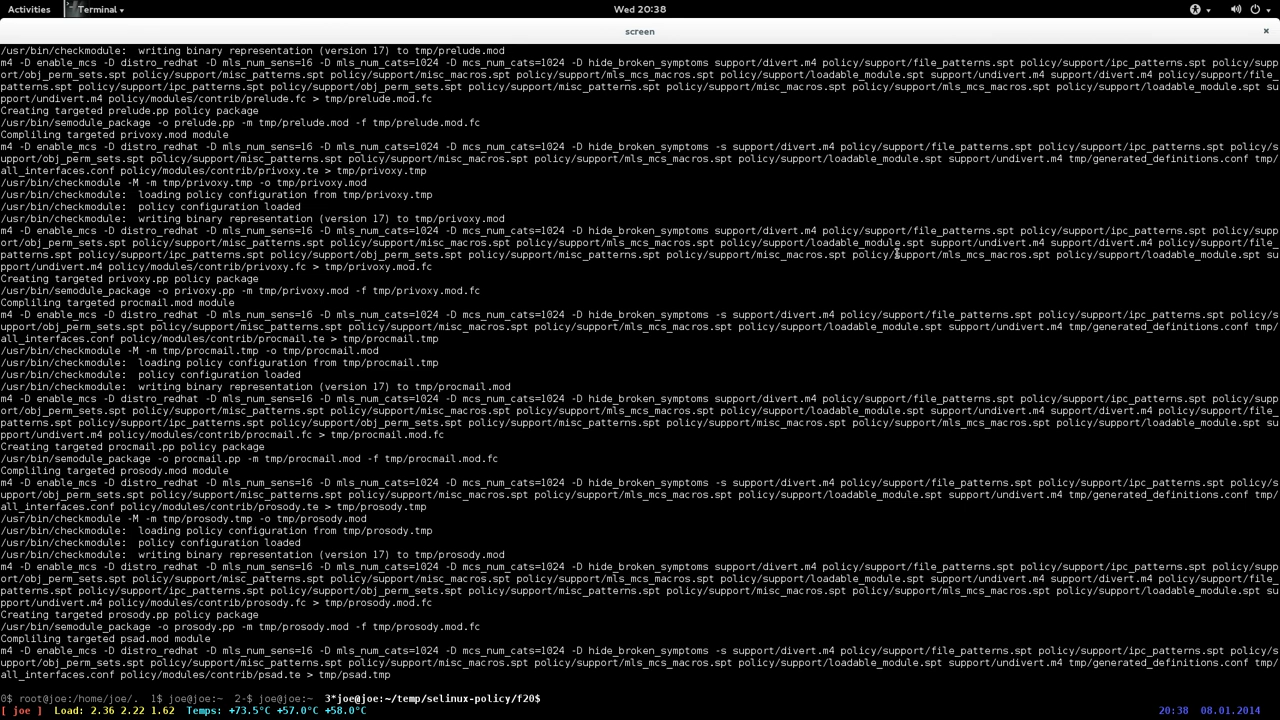 Activities Terminal Wed 20:38
screen
/usr/bin/checkmodule:  writing binary representation (version 17) to tmp/prelude.mod
m4 -D enable_mcs -D distro_redhat -D mls_num_sens=16 -D mls_num_cats=1024 -D mcs_num_cats=1024 -D hide_broken_symptoms support/divert.m4 policy/support/file_patterns.spt policy/support/ipc_patterns.spt policy/supp
ort/obj_perm_sets.spt policy/support/misc_patterns.spt policy/support/misc_macros.spt policy/support/mls_mcs_macros.spt policy/support/loadable_module.spt support/undivert.m4 support/divert.m4 policy/support/file_
patterns.spt policy/support/ipc_patterns.spt policy/support/obj_perm_sets.spt policy/support/misc_patterns.spt policy/support/misc_macros.spt policy/support/mls_mcs_macros.spt policy/support/loadable_module.spt su
pport/undivert.m4 policy/modules/contrib/prelude.fc > tmp/prelude.mod.fc
Creating targeted prelude.pp policy package
/usr/bin/semodule_package -o prelude.pp -m tmp/prelude.mod -f tmp/prelude.mod.fc
Compliling targeted privoxy.mod module
m4 -D enable_mcs -D distro_redhat -D mls_num_sens=16 -D mls_num_cats=1024 -D mcs_num_cats=1024 -D hide_broken_symptoms -s support/divert.m4 policy/support/file_patterns.spt policy/support/ipc_patterns.spt policy/s
upport/obj_perm_sets.spt policy/support/misc_patterns.spt policy/support/misc_macros.spt policy/support/mls_mcs_macros.spt policy/support/loadable_module.spt support/undivert.m4 tmp/generated_definitions.conf tmp/
all_interfaces.conf policy/modules/contrib/privoxy.te > tmp/privoxy.tmp
/usr/bin/checkmodule -M -m tmp/privoxy.tmp -o tmp/privoxy.mod
/usr/bin/checkmodule:  loading policy configuration from tmp/privoxy.tmp
/usr/bin/checkmodule:  policy configuration loaded
/usr/bin/checkmodule:  writing binary representation (version 17) to tmp/privoxy.mod
m4 -D enable_mcs -D distro_redhat -D mls_num_sens=16 -D mls_num_cats=1024 -D mcs_num_cats=1024 -D hide_broken_symptoms support/divert.m4 policy/support/file_patterns.spt policy/support/ipc_patterns.spt policy/supp
ort/obj_perm_sets.spt policy/support/misc_patterns.spt policy/support/misc_macros.spt policy/support/mls_mcs_macros.spt policy/support/loadable_module.spt support/undivert.m4 support/divert.m4 policy/support/file_
patterns.spt policy/support/ipc_patterns.spt policy/support/obj_perm_sets.spt policy/support/misc_patterns.spt policy/support/misc_macros.spt policy/support/mls_mcs_macros.spt policy/support/loadable_module.spt su
pport/undivert.m4 policy/modules/contrib/privoxy.fc > tmp/privoxy.mod.fc
Creating targeted privoxy.pp policy package
/usr/bin/semodule_package -o privoxy.pp -m tmp/privoxy.mod -f tmp/privoxy.mod.fc
Compliling targeted procmail.mod module
m4 -D enable_mcs -D distro_redhat -D mls_num_sens=16 -D mls_num_cats=1024 -D mcs_num_cats=1024 -D hide_broken_symptoms -s support/divert.m4 policy/support/file_patterns.spt policy/support/ipc_patterns.spt policy/s
upport/obj_perm_sets.spt policy/support/misc_patterns.spt policy/support/misc_macros.spt policy/support/mls_mcs_macros.spt policy/support/loadable_module.spt support/undivert.m4 tmp/generated_definitions.conf tmp/
all_interfaces.conf policy/modules/contrib/procmail.te > tmp/procmail.tmp
/usr/bin/checkmodule -M -m tmp/procmail.tmp -o tmp/procmail.mod
/usr/bin/checkmodule:  loading policy configuration from tmp/procmail.tmp
/usr/bin/checkmodule:  policy configuration loaded
/usr/bin/checkmodule:  writing binary representation (version 17) to tmp/procmail.mod
m4 -D enable_mcs -D distro_redhat -D mls_num_sens=16 -D mls_num_cats=1024 -D mcs_num_cats=1024 -D hide_broken_symptoms support/divert.m4 policy/support/file_patterns.spt policy/support/ipc_patterns.spt policy/supp
ort/obj_perm_sets.spt policy/support/misc_patterns.spt policy/support/misc_macros.spt policy/support/mls_mcs_macros.spt policy/support/loadable_module.spt support/undivert.m4 support/divert.m4 policy/support/file_
patterns.spt policy/support/ipc_patterns.spt policy/support/obj_perm_sets.spt policy/support/misc_patterns.spt policy/support/misc_macros.spt policy/support/mls_mcs_macros.spt policy/support/loadable_module.spt su
pport/undivert.m4 policy/modules/contrib/procmail.fc > tmp/procmail.mod.fc
Creating targeted procmail.pp policy package
/usr/bin/semodule_package -o procmail.pp -m tmp/procmail.mod -f tmp/procmail.mod.fc
Compliling targeted prosody.mod module
m4 -D enable_mcs -D distro_redhat -D mls_num_sens=16 -D mls_num_cats=1024 -D mcs_num_cats=1024 -D hide_broken_symptoms -s support/divert.m4 policy/support/file_patterns.spt policy/support/ipc_patterns.spt policy/s
upport/obj_perm_sets.spt policy/support/misc_patterns.spt policy/support/misc_macros.spt policy/support/mls_mcs_macros.spt policy/support/loadable_module.spt support/undivert.m4 tmp/generated_definitions.conf tmp/
all_interfaces.conf policy/modules/contrib/prosody.te > tmp/prosody.tmp
/usr/bin/checkmodule -M -m tmp/prosody.tmp -o tmp/prosody.mod
/usr/bin/checkmodule:  loading policy configuration from tmp/prosody.tmp
/usr/bin/checkmodule:  policy configuration loaded
/usr/bin/checkmodule:  writing binary representation (version 17) to tmp/prosody.mod
m4 -D enable_mcs -D distro_redhat -D mls_num_sens=16 -D mls_num_cats=1024 -D mcs_num_cats=1024 -D hide_broken_symptoms support/divert.m4 policy/support/file_patterns.spt policy/support/ipc_patterns.spt policy/supp
ort/obj_perm_sets.spt policy/support/misc_patterns.spt policy/support/misc_macros.spt policy/support/mls_mcs_macros.spt policy/support/loadable_module.spt support/undivert.m4 support/divert.m4 policy/support/file_
patterns.spt policy/support/ipc_patterns.spt policy/support/obj_perm_sets.spt policy/support/misc_patterns.spt policy/support/misc_macros.spt policy/support/mls_mcs_macros.spt policy/support/loadable_module.spt su
pport/undivert.m4 policy/modules/contrib/prosody.fc > tmp/prosody.mod.fc
Creating targeted prosody.pp policy package
/usr/bin/semodule_package -o prosody.pp -m tmp/prosody.mod -f tmp/prosody.mod.fc
Compliling targeted psad.mod module
m4 -D enable_mcs -D distro_redhat -D mls_num_sens=16 -D mls_num_cats=1024 -D mcs_num_cats=1024 -D hide_broken_symptoms -s support/divert.m4 policy/support/file_patterns.spt policy/support/ipc_patterns.spt policy/s
upport/obj_perm_sets.spt policy/support/misc_patterns.spt policy/support/misc_macros.spt policy/support/mls_mcs_macros.spt policy/support/loadable_module.spt support/undivert.m4 tmp/generated_definitions.conf tmp/
all_interfaces.conf policy/modules/contrib/psad.te > tmp/psad.tmp
0$ root@joe:/home/joe/.  1$ joe@joe:~  2-$ joe@joe:~  3*joe@joe:~/temp/selinux-policy/f20$
[ joe ] Load: 2.36 2.22 1.62  Temps: +73.5°C +57.0°C +58.0°C 20:38 08.01.2014